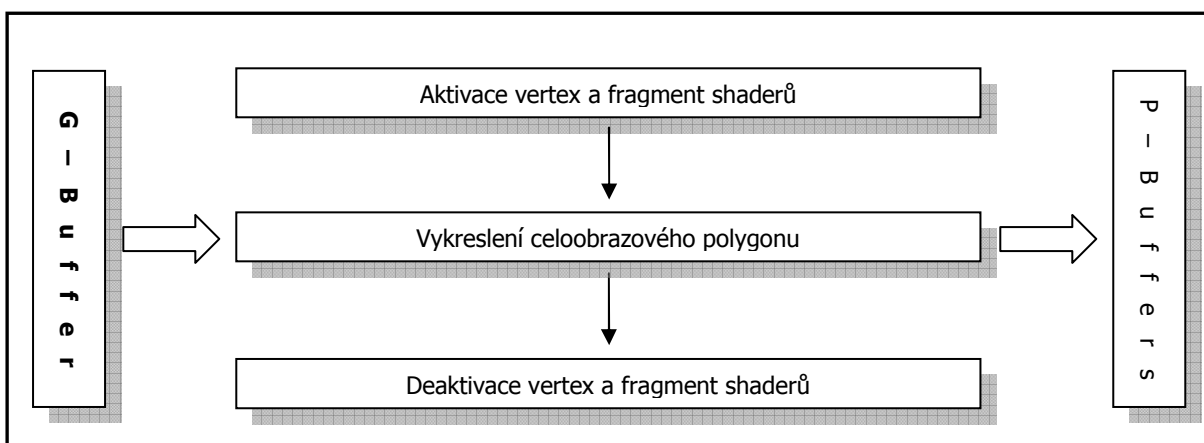 G – Buffer
Aktivace vertex a fragment shaderů
Vykreslení celoobrazového polygonu
Deaktivace vertex a fragment shaderů
P – Buffers